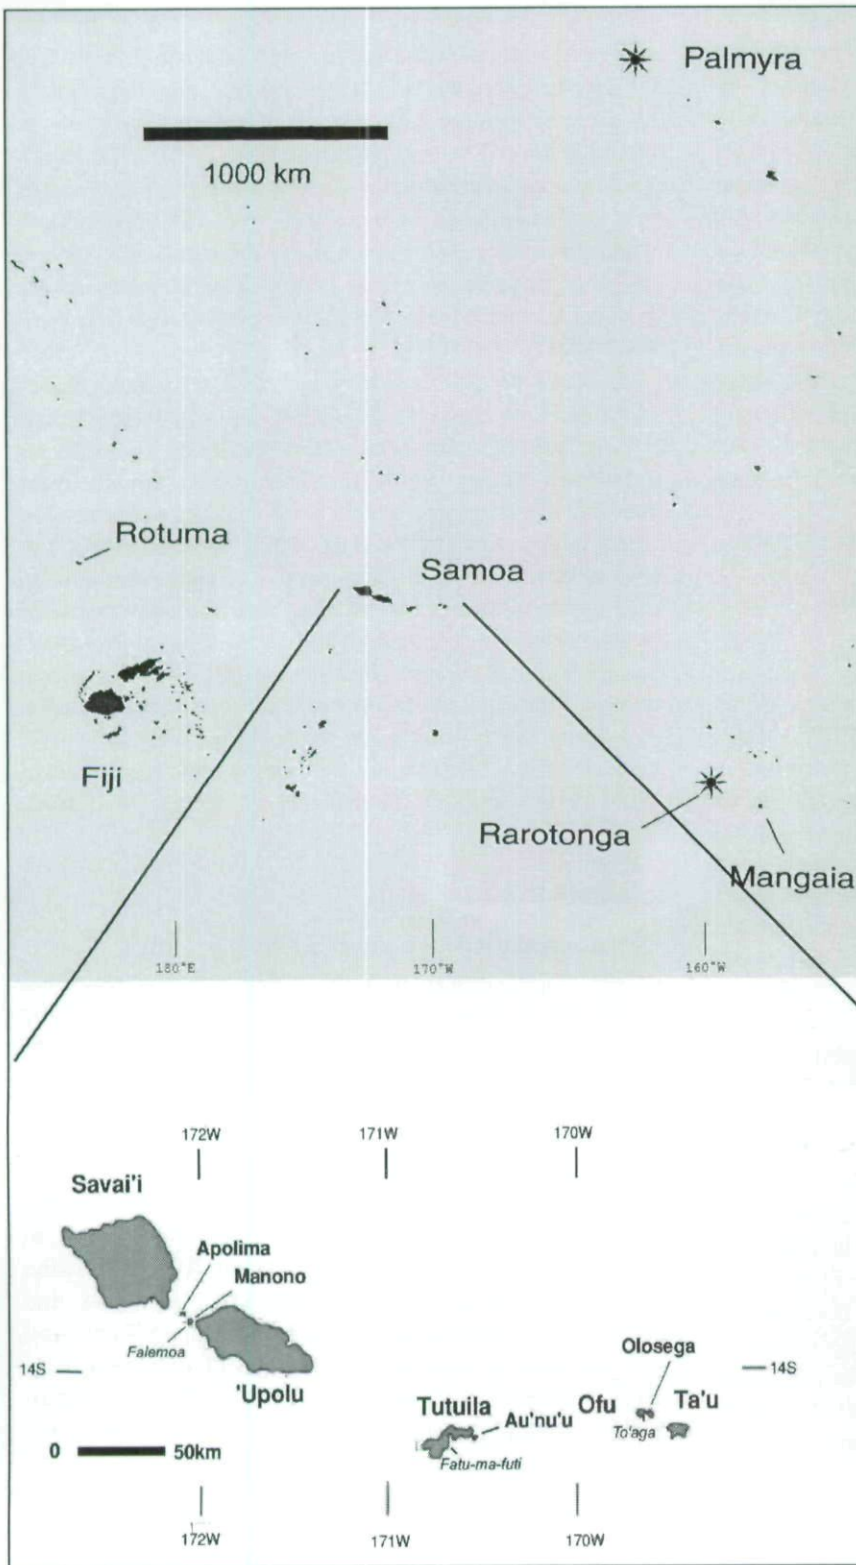 Palmyra
1000 km
Rotuma
Samoa
Fiji
Rarotonga
Mangaia
180°E
170°W
160°W
172W
171W
170W
Savai'i
Apolima
Manono
Falemoa
Olosega
14S
14S
'Upolu
Tutuila
Ofu
Ta'u
Au'nu'u
To'aga
0
50km
Fatu-ma-futi
172W
171W
170W